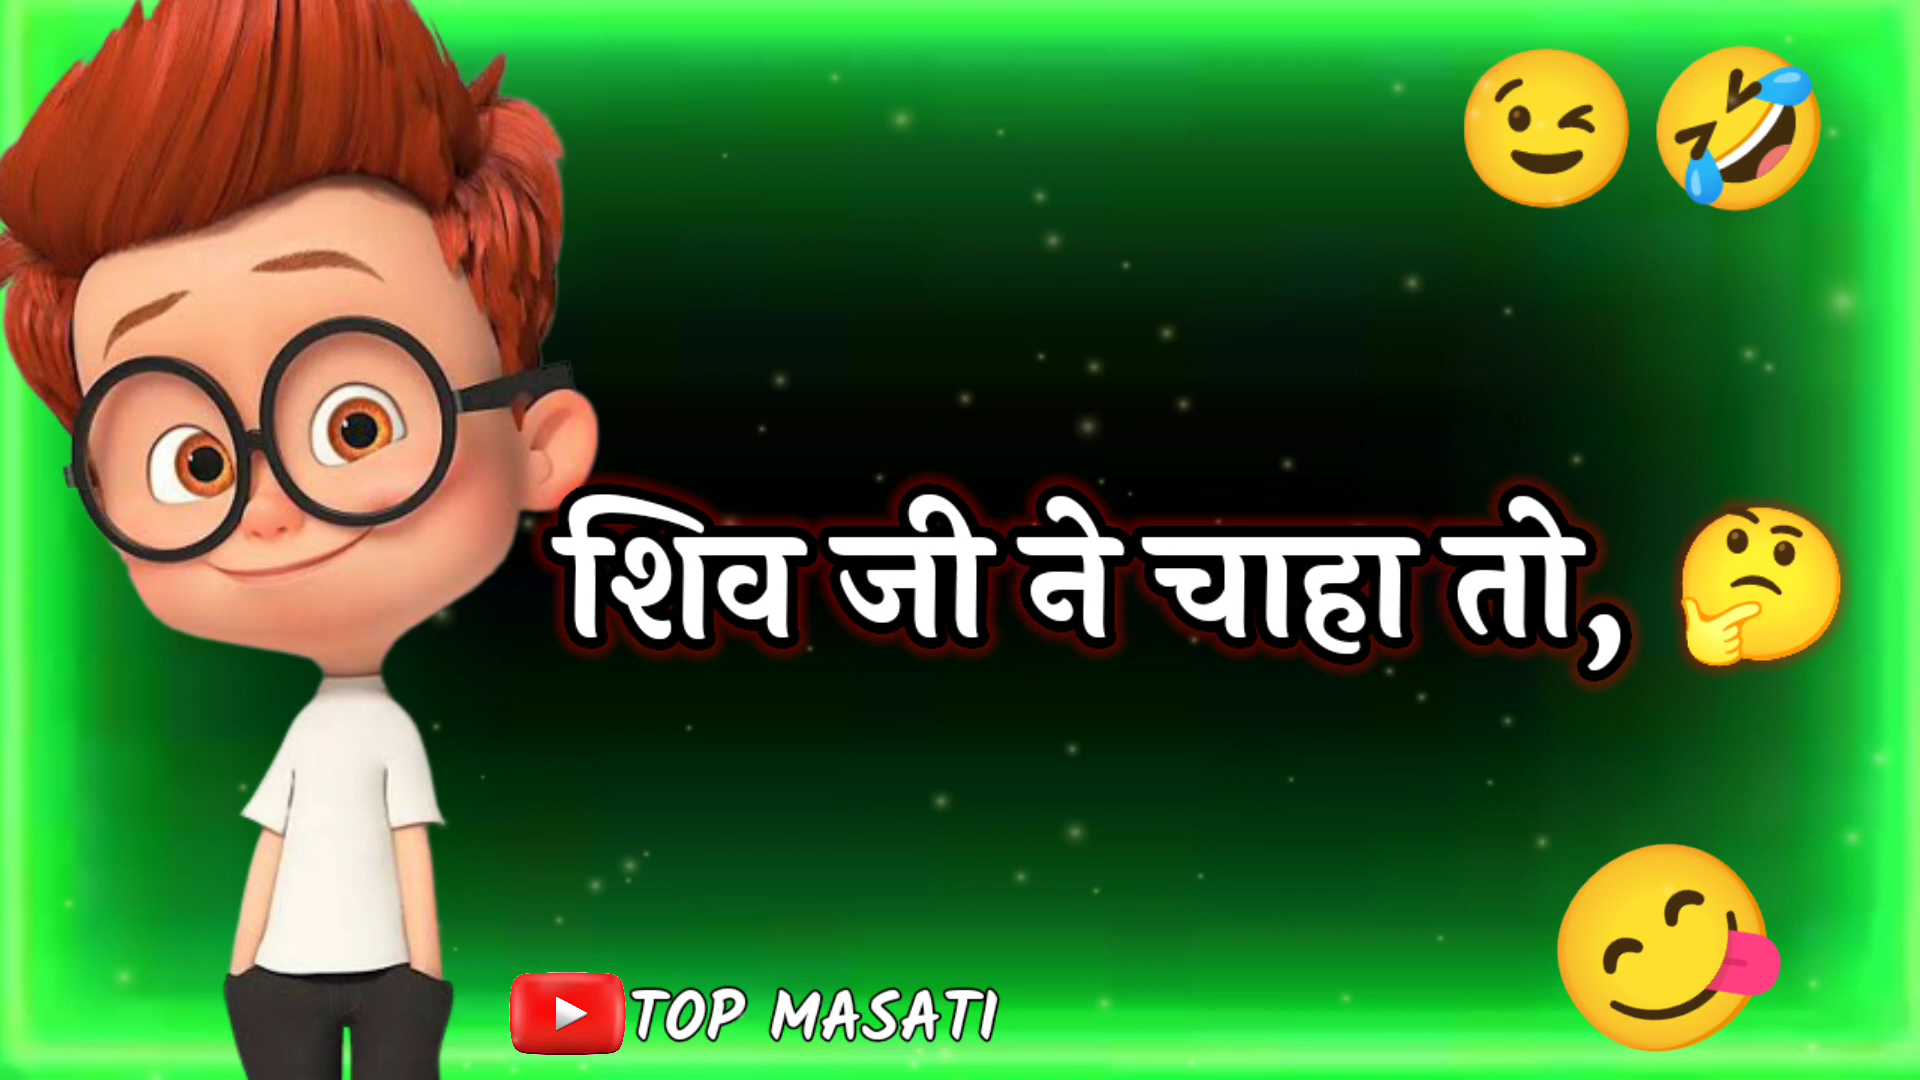 शिव जी ने चाहा तो,
TOP MASATI